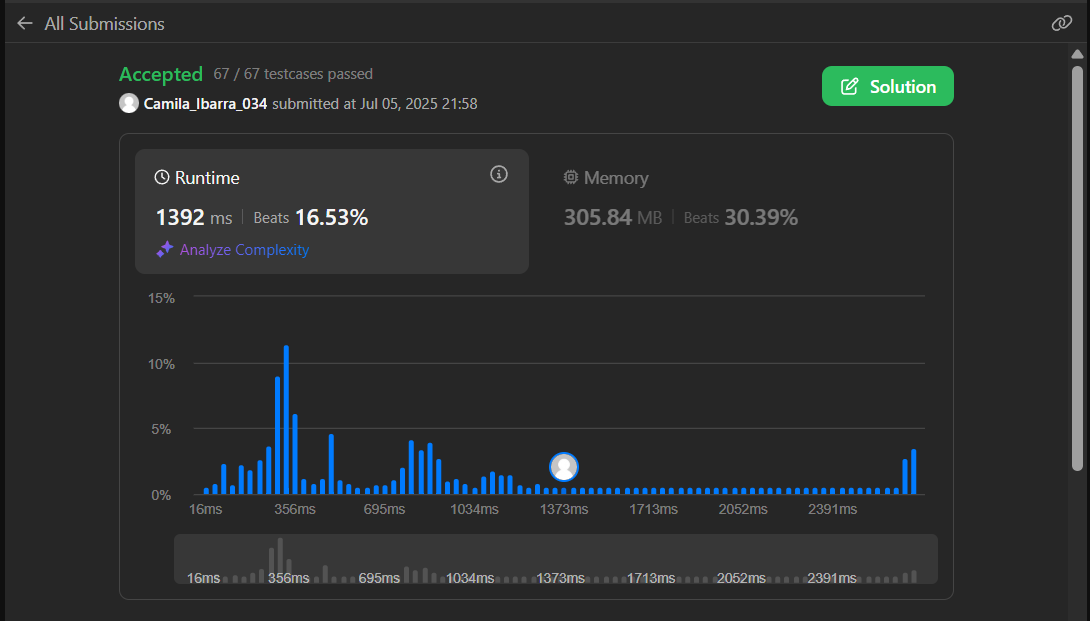 All Submissions
Accepted 67 / 67 testcases passed
Camila_Ibarra_034 submitted at Jul 05, 2025 21:58
Solution
Runtime
1392 ms | Beats 16.53%
Analyze Complexity
Memory
305.84 MB | Beats 30.39%
15%
10%
5%
0%
16ms 356ms 695ms 1034ms 1373ms 1713ms 2052ms 2391ms
16ms 356ms 695ms 1034ms 1373ms 1713ms 2052ms 2391ms